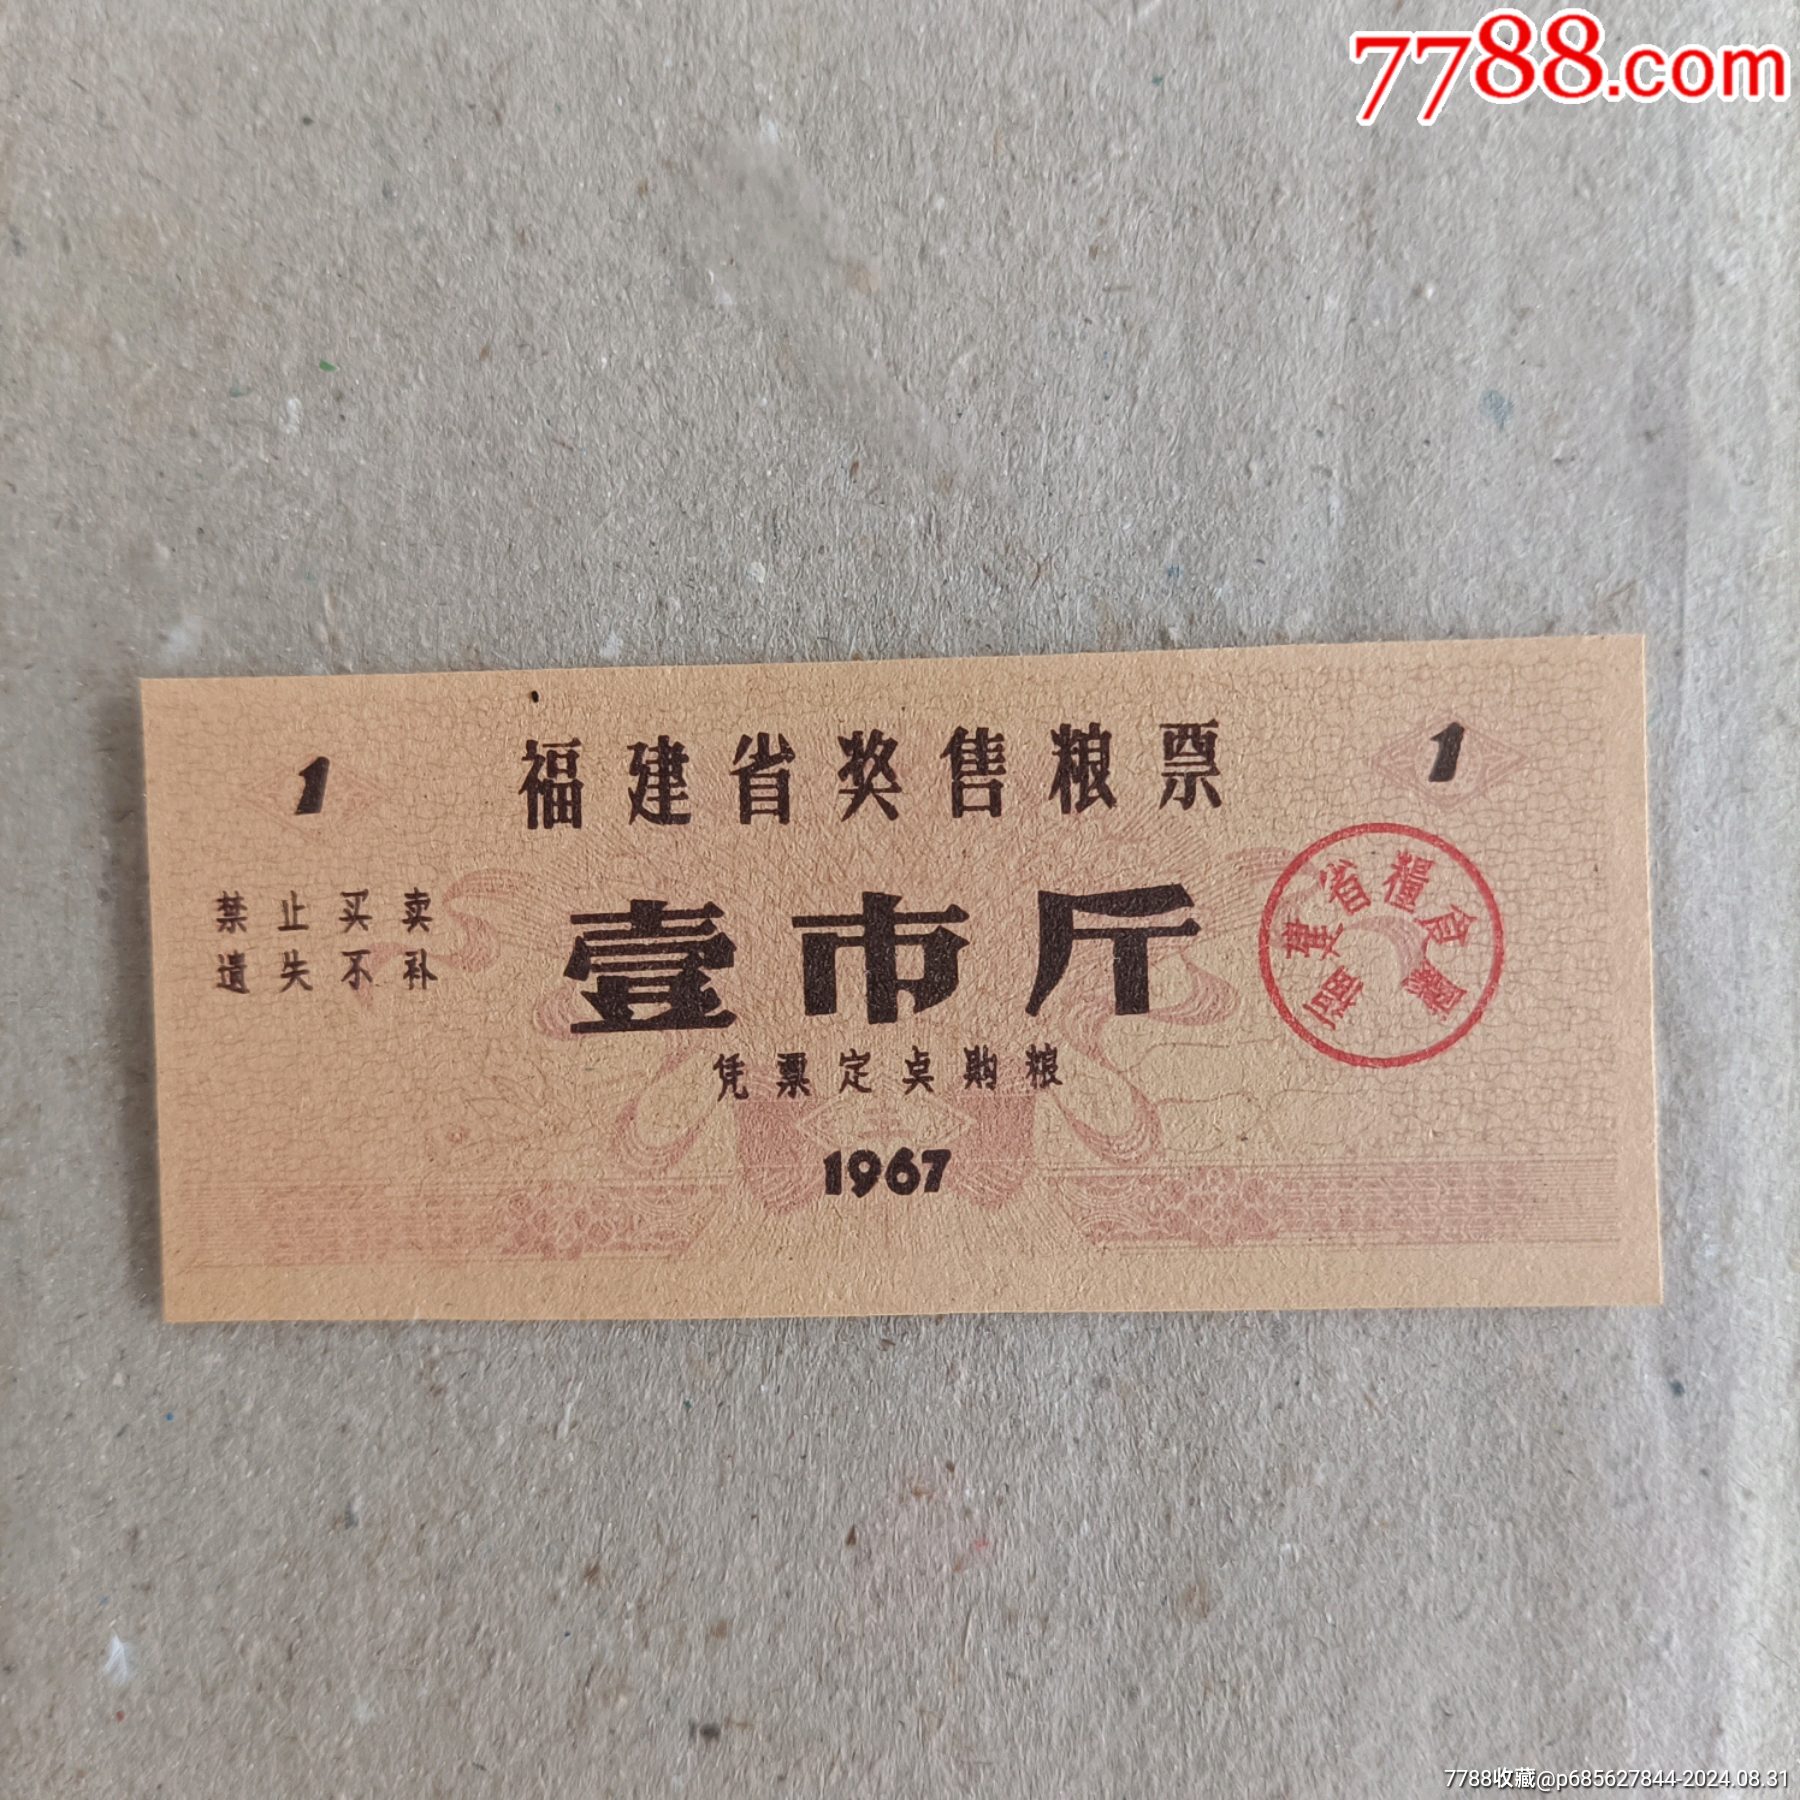 7788.com
1 福建省奖售粮票 1
禁止买卖
遗失不补
壹市斤
福建省糧食廳
凭票定点购粮
1967
7788收藏@p685627844-2024.08.31